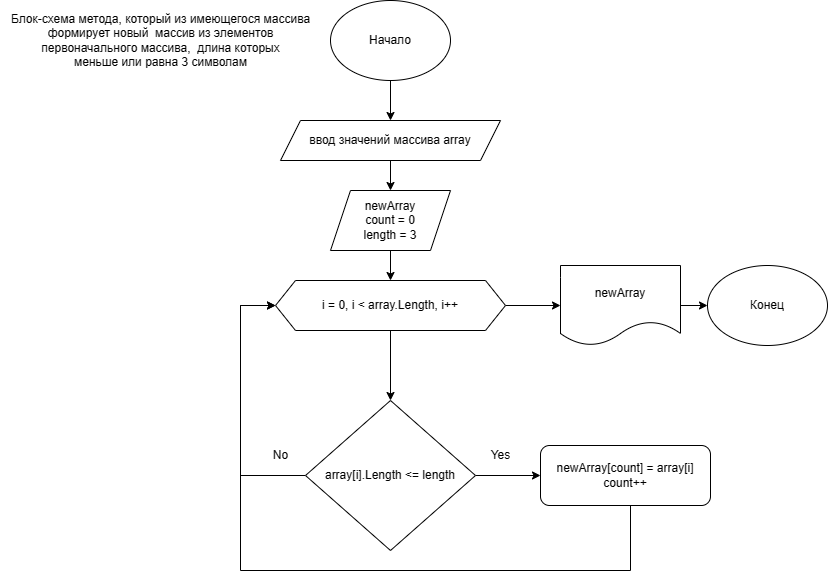 Блок-схема метода, который из имеющегося массива
формирует новый массив из элементов
первоначального массива, длина которых
меньше или равна 3 символам
Начало
ввод значений массива array
newArray
count = 0
length = 3
i = 0, i < array.Length, i++
newArray
Конец
array[i].Length <= length
No
Yes
newArray[count] = array[i]
count++